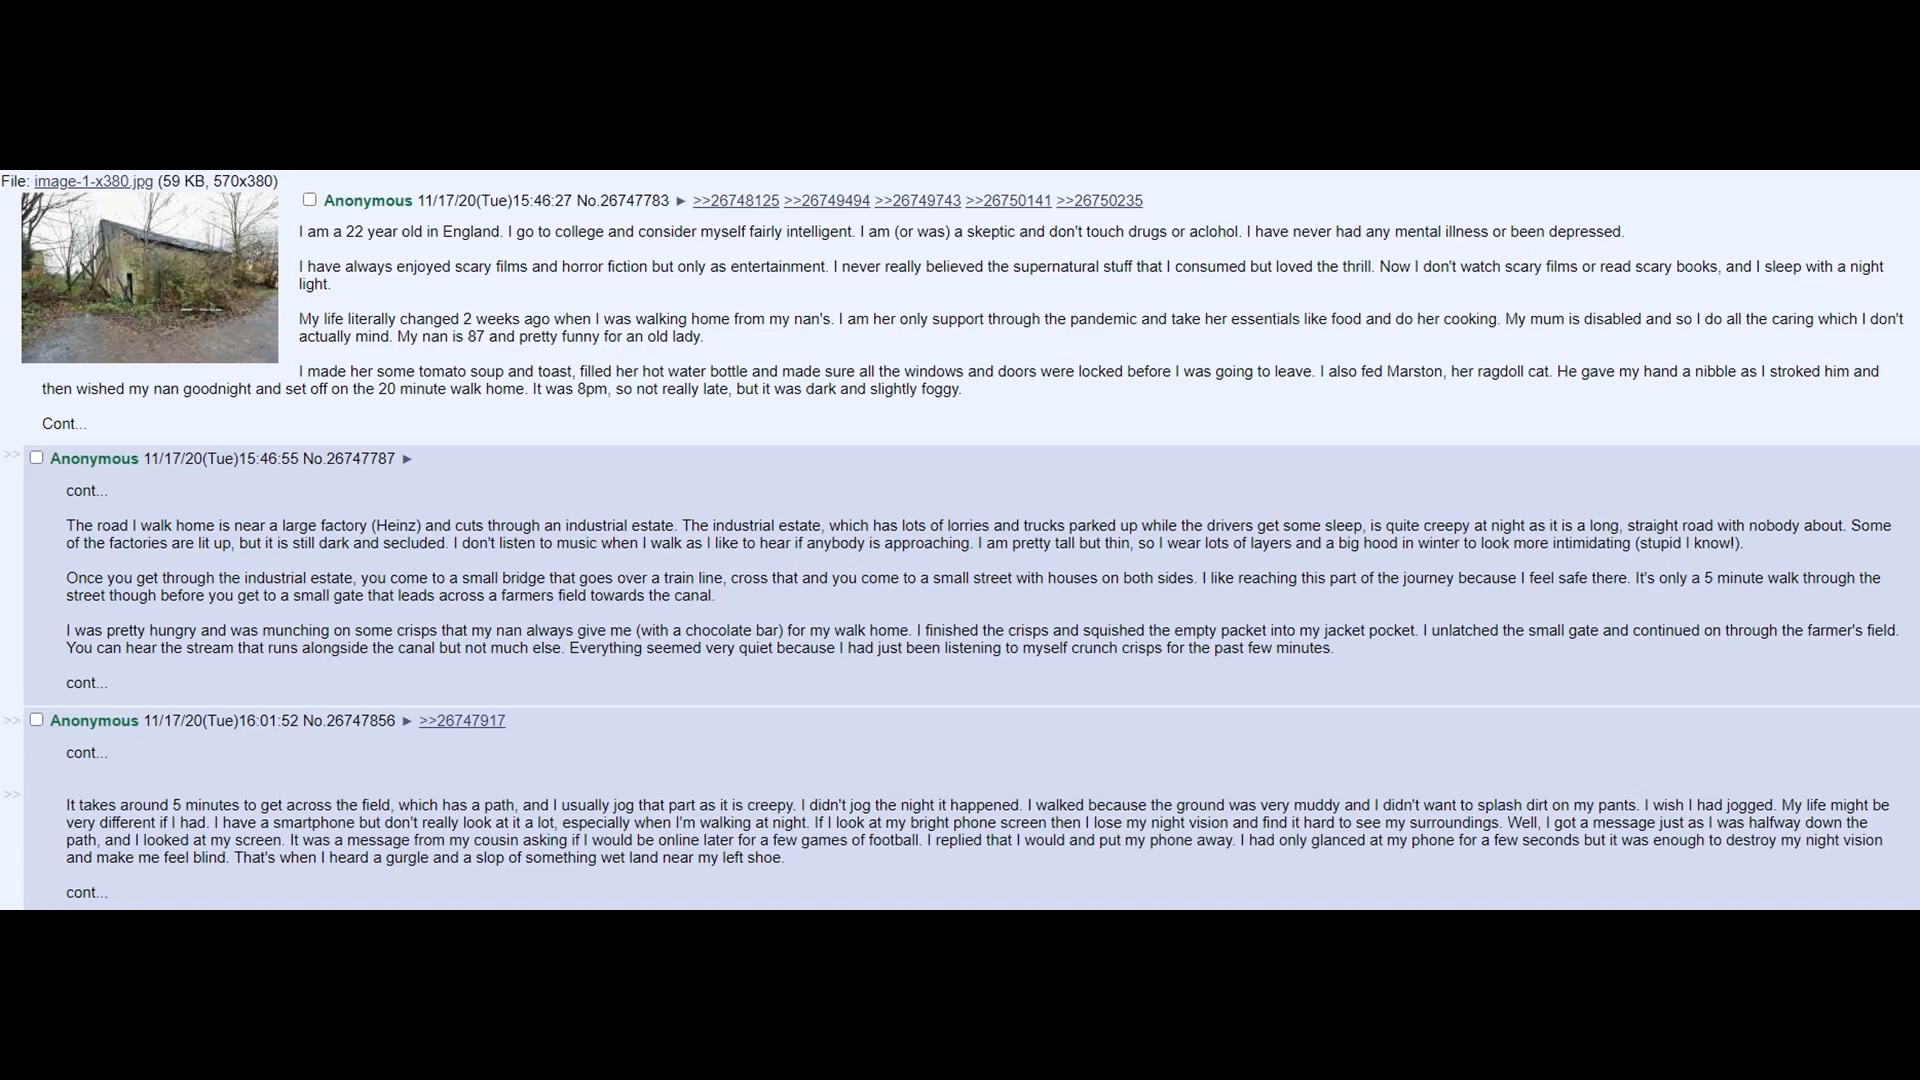 File: image-1-x380.jpg (59 KB, 570x380)
Anonymous 11/17/20(Tue)15:46:27 No.26747783 ► >>26748125 >>26749494 >>26749743 >>26750141 >>26750235
I am a 22 year old in England. I go to college and consider myself fairly intelligent. I am (or was) a skeptic and don't touch drugs or aclohol. I have never had any mental illness or been depressed.
I have always enjoyed scary films and horror fiction but only as entertainment. I never really believed the supernatural stuff that I consumed but loved the thrill. Now I don't watch scary films or read scary books, and I sleep with a night
light.
My life literally changed 2 weeks ago when I was walking home from my nan's. I am her only support through the pandemic and take her essentials like food and do her cooking. My mum is disabled and so I do all the caring which I don't
actually mind. My nan is 87 and pretty funny for an old lady.
I made her some tomato soup and toast, filled her hot water bottle and made sure all the windows and doors were locked before I was going to leave. I also fed Marston, her ragdoll cat. He gave my hand a nibble as I stroked him and
then wished my nan goodnight and set off on the 20 minute walk home. It was 8pm, so not really late, but it was dark and slightly foggy.
Cont...
>> Anonymous 11/17/20(Tue)15:46:55 No.26747787 ►
cont...
The road I walk home is near a large factory (Heinz) and cuts through an industrial estate. The industrial estate, which has lots of lorries and trucks parked up while the drivers get some sleep, is quite creepy at night as it is a long, straight road with nobody about. Some
of the factories are lit up, but it is still dark and secluded. I don't listen to music when I walk as I like to hear if anybody is approaching. I am pretty tall but thin, so I wear lots of layers and a big hood in winter to look more intimidating (stupid I know!).
Once you get through the industrial estate, you come to a small bridge that goes over a train line, cross that and you come to a small street with houses on both sides. I like reaching this part of the journey because I feel safe there. It's only a 5 minute walk through the
street though before you get to a small gate that leads across a farmers field towards the canal.
I was pretty hungry and was munching on some crisps that my nan always give me (with a chocolate bar) for my walk home. I finished the crisps and squished the empty packet into my jacket pocket. I unlatched the small gate and continued on through the farmer's field.
You can hear the stream that runs alongside the canal but not much else. Everything seemed very quiet because I had just been listening to myself crunch crisps for the past few minutes.
cont...
>> Anonymous 11/17/20(Tue)16:01:52 No.26747856 ► >>26747917
cont...
>>
It takes around 5 minutes to get across the field, which has a path, and I usually jog that part as it is creepy. I didn't jog the night it happened. I walked because the ground was very muddy and I didn't want to splash dirt on my pants. I wish I had jogged. My life might be
very different if I had. I have a smartphone but don't really look at it a lot, especially when I'm walking at night. If I look at my bright phone screen then I lose my night vision and find it hard to see my surroundings. Well, I got a message just as I was halfway down the
path, and I looked at my screen. It was a message from my cousin asking if I would be online later for a few games of football. I replied that I would and put my phone away. I had only glanced at my phone for a few seconds but it was enough to destroy my night vision
and make me feel blind. That's when I heard a gurgle and a slop of something wet land near my left shoe.
cont...